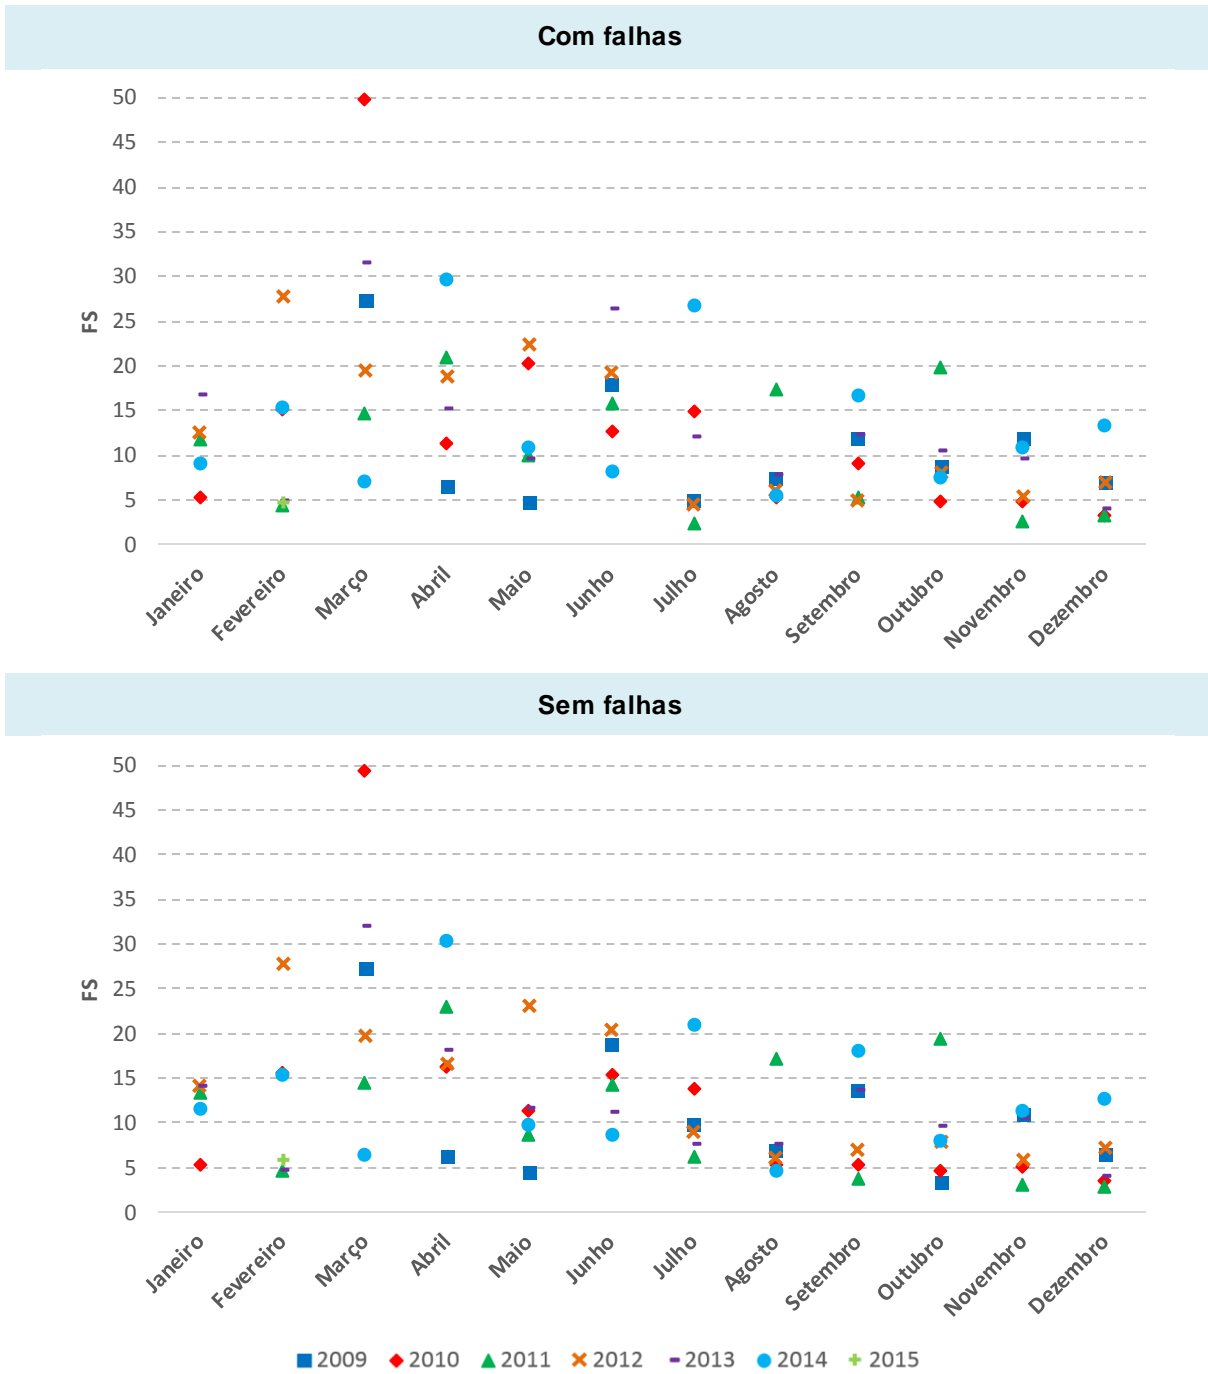 Com falhas
50
45
40
35
30
25
20
15
10
5
0
FS
Janeiro
Fevereiro
Março
Abril
Maio
Junho
Julho
Agosto
Setembro
Outubro
Novembro
Dezembro
Sem falhas
50
45
40
35
30
25
20
15
10
5
0
FS
Janeiro
Fevereiro
Março
Abril
Maio
Junho
Julho
Agosto
Setembro
Outubro
Novembro
Dezembro
2009 2010 2011 2012 2013 2014 2015